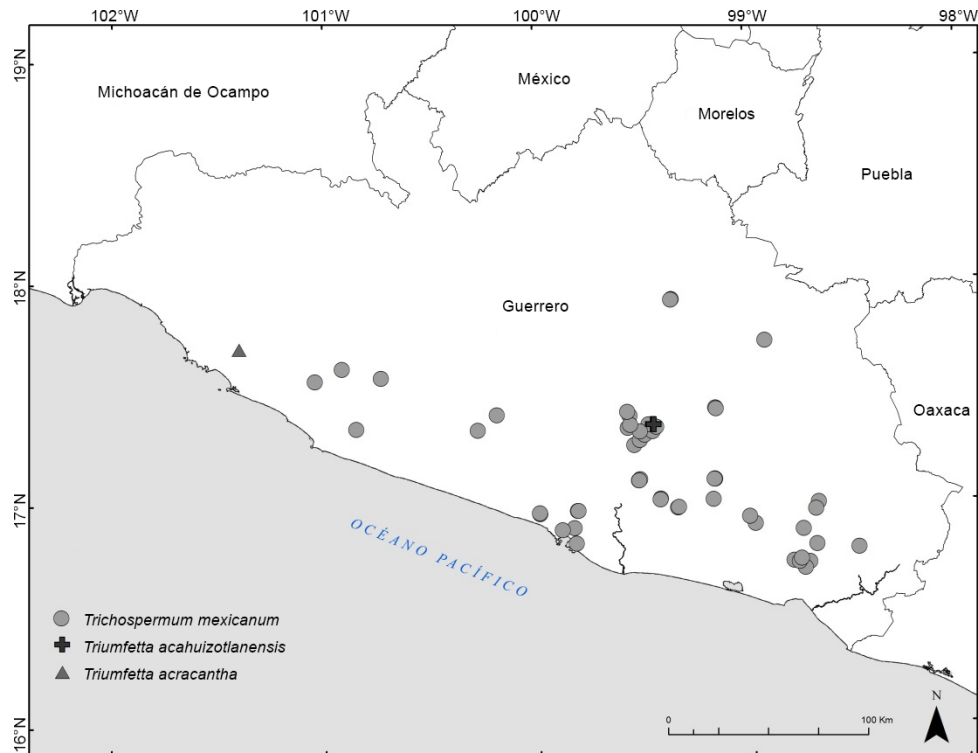 102°W 101°W 100°W 99°W 98°W
19°N
México
Michoacán de Ocampo
Morelos
Puebla
18°N
Guerrero
Oaxaca
17°N
OCÉANO PACÍFICO
Trichospermum mexicanum
Triumfetta acahuizotlanensis
Triumfetta acracantha
N
0 100 Km
16°N